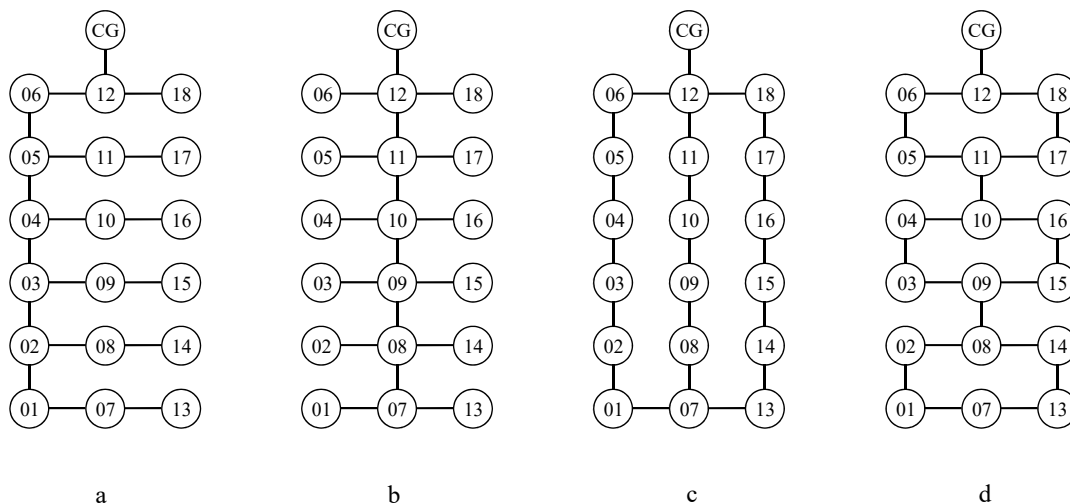 CG CG CG CG
06 12 18 06 12 18 06 12 18 06 12 18
05 11 17 05 11 17 05 11 17 05 11 17
04 10 16 04 10 16 04 10 16 04 10 16
03 09 15 03 09 15 03 09 15 03 09 15
02 08 14 02 08 14 02 08 14 02 08 14
01 07 13 01 07 13 01 07 13 01 07 13
a b c d